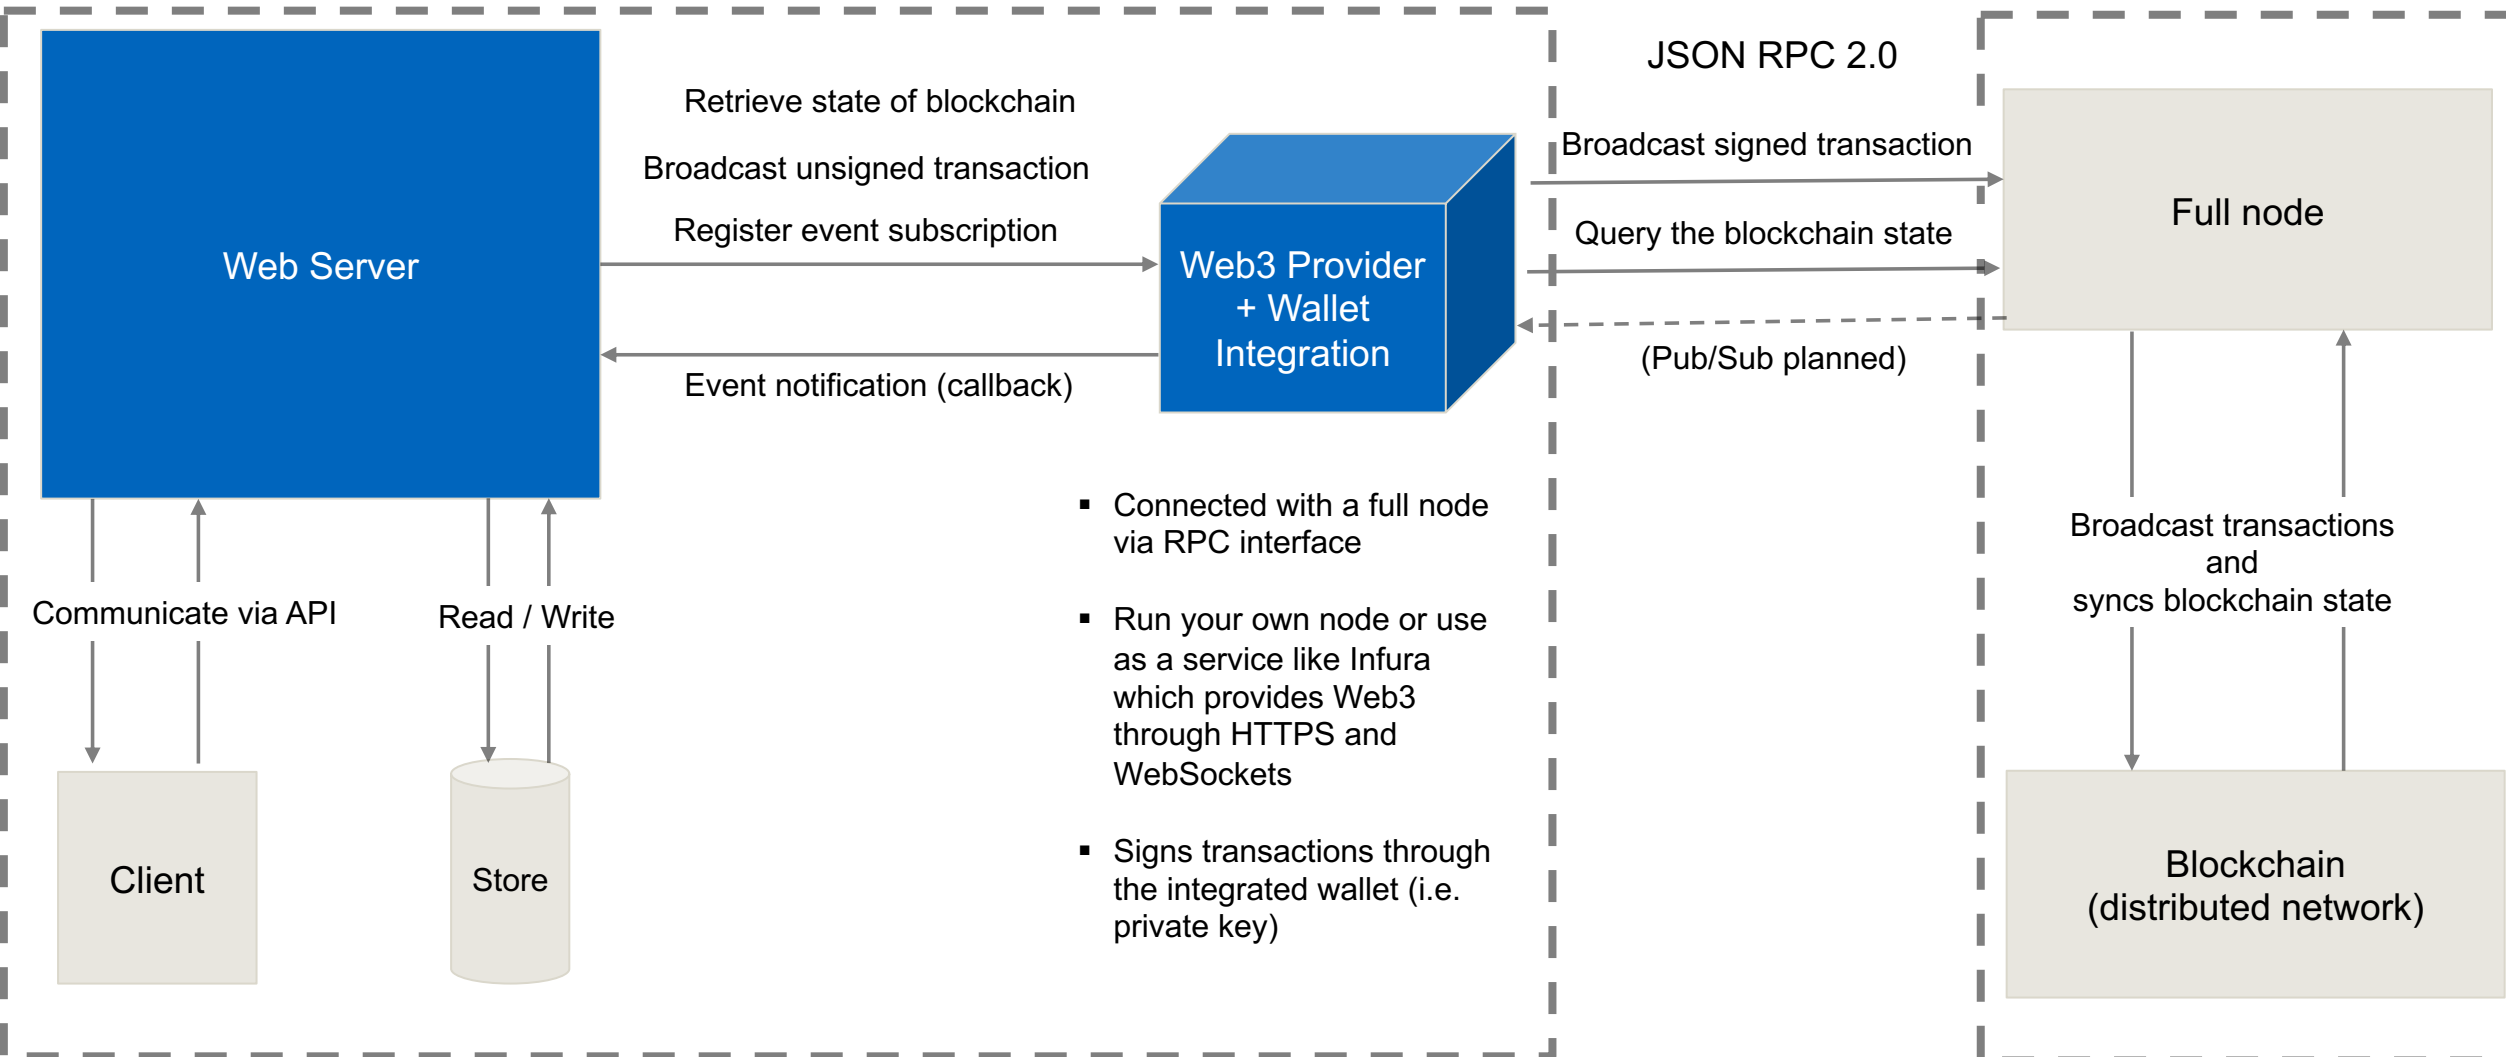 JSON RPC 2.0
Retrieve state of blockchain
Broadcast unsigned transaction
Register event subscription
Web Server
Web3 Provider
+ Wallet
Integration
Event notification (callback)
Broadcast signed transaction
Query the blockchain state
(Pub/Sub planned)
Full node
Communicate via API
Read / Write
▪ Connected with a full node
via RPC interface
▪ Run your own node or use
as a service like Infura
which provides Web3
through HTTPS and
WebSockets
▪ Signs transactions through
the integrated wallet (i.e.
private key)
Broadcast transactions
and
syncs blockchain state
Client
Store
Blockchain
(distributed network)